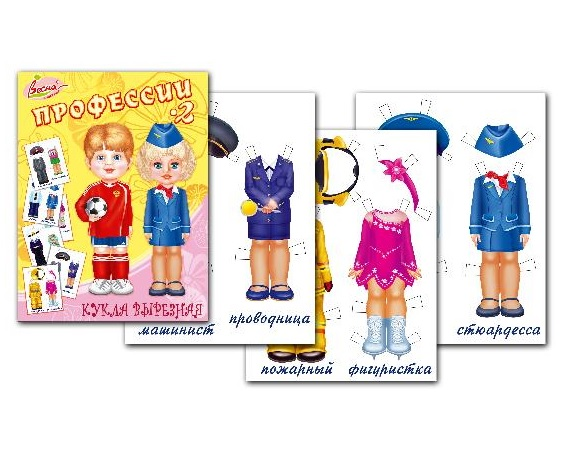 Весна
ПРОФЕССИИ
-2
КУКЛА ВЫРЕЗНАЯ
машинист
проводница
пожарный
фигуристка
стюардесса